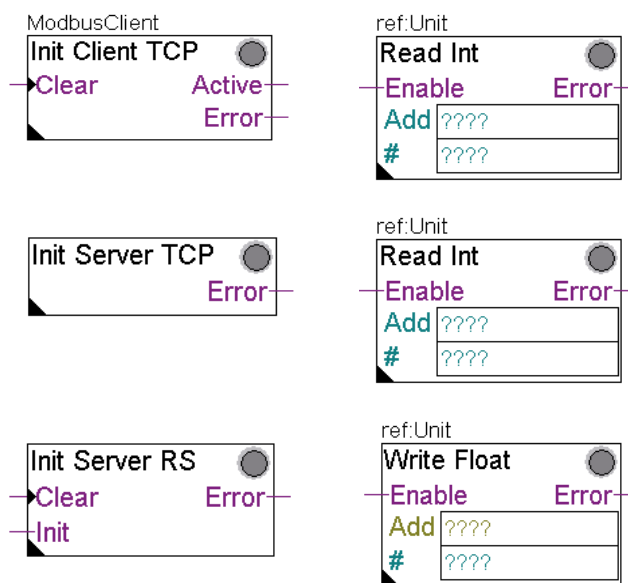 ModbusClient
Init Client TCP
Clear Active
Error
ref:Unit
Read Int
Enable Error
Add ????
# ????
Init Server TCP
Error
ref:Unit
Read Int
Enable Error
Add ????
# ????
Init Server RS
Clear Error
Init
ref:Unit
Write Float
Enable Error
Add ????
# ????